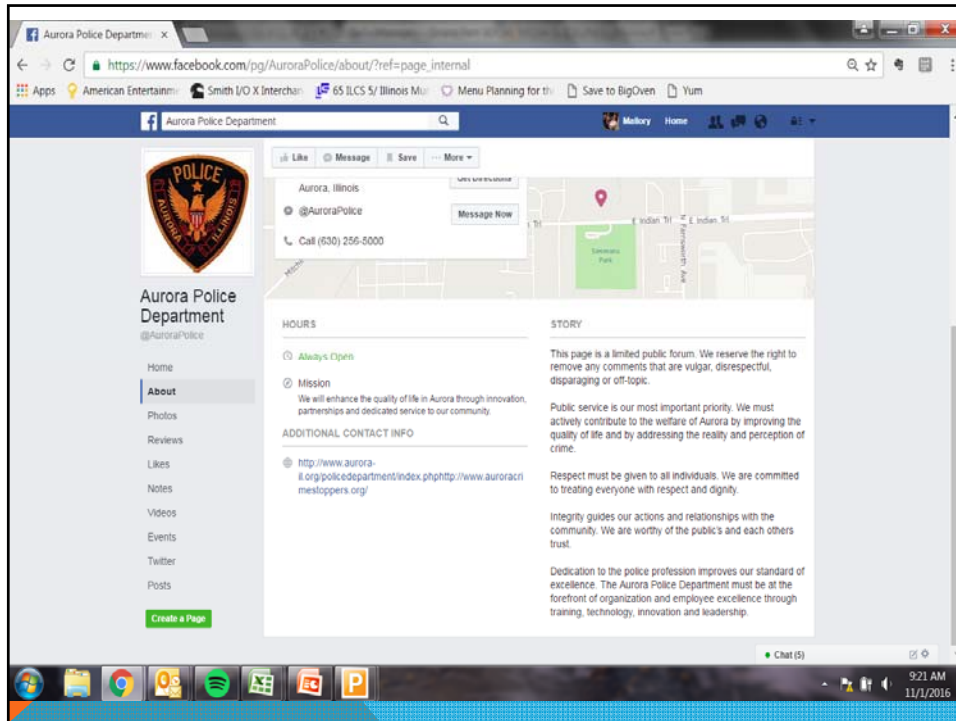 Aurora Police Departme
https://www.facebook.com/pg/AuroraPolice/about/?ref=page_internal
Apps American Entertainme Smith I/O X Interchan 65 ILCS 5/ Illinois Mu Menu Planning for th Save to BigOven Yum
Aurora Police Department
Mallory Home
Like Message Save More
POLICE
AURORA
ILLINOIS
Aurora, Illinois
Get Directions
@AuroraPolice
Message Now
Call (630) 256-5000
E Indian Trl
E Indian Trl
N Farnsworth Ave
Simmons
Park
Aurora Police
Department
@AuroraPolice
Home
About
Photos
Reviews
Likes
Notes
Videos
Events
Twitter
Posts
Create a Page
HOURS
Always Open
Mission
We will enhance the quality of life in Aurora through innovation,
partnerships and dedicated service to our community.
ADDITIONAL CONTACT INFO
http://www.aurora-
il.org/policedepartment/index.phphttp://www.auroracri
mestoppers.org/
STORY
This page is a limited public forum. We reserve the right to
remove any comments that are vulgar, disrespectful,
disparaging or off-topic.
Public service is our most important priority. We must
actively contribute to the welfare of Aurora by improving the
quality of life and by addressing the reality and perception of
crime.
Respect must be given to all individuals. We are committed
to treating everyone with respect and dignity.
Integrity guides our actions and relationships with the
community. We are worthy of the public's and each others
trust.
Dedication to the police profession improves our standard of
excellence. The Aurora Police Department must be at the
forefront of organization and employee excellence through
training, technology, innovation and leadership.
Chat (5)
9:21 AM
11/1/2016